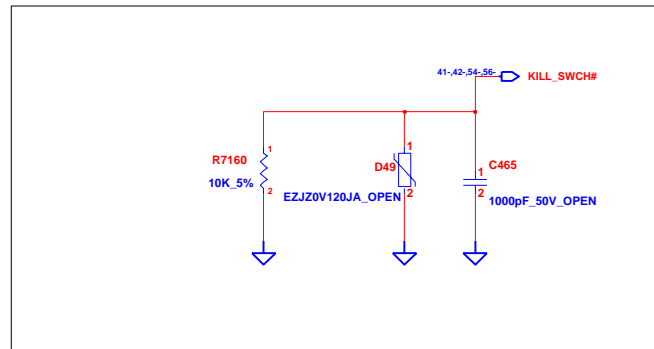 41-,42-,54-,56-
KILL_SWCH#
R7160
1
10K_5%
2
D49
1
2
EZJZ0V120JA_OPEN
C465
1
2
1000pF_50V_OPEN